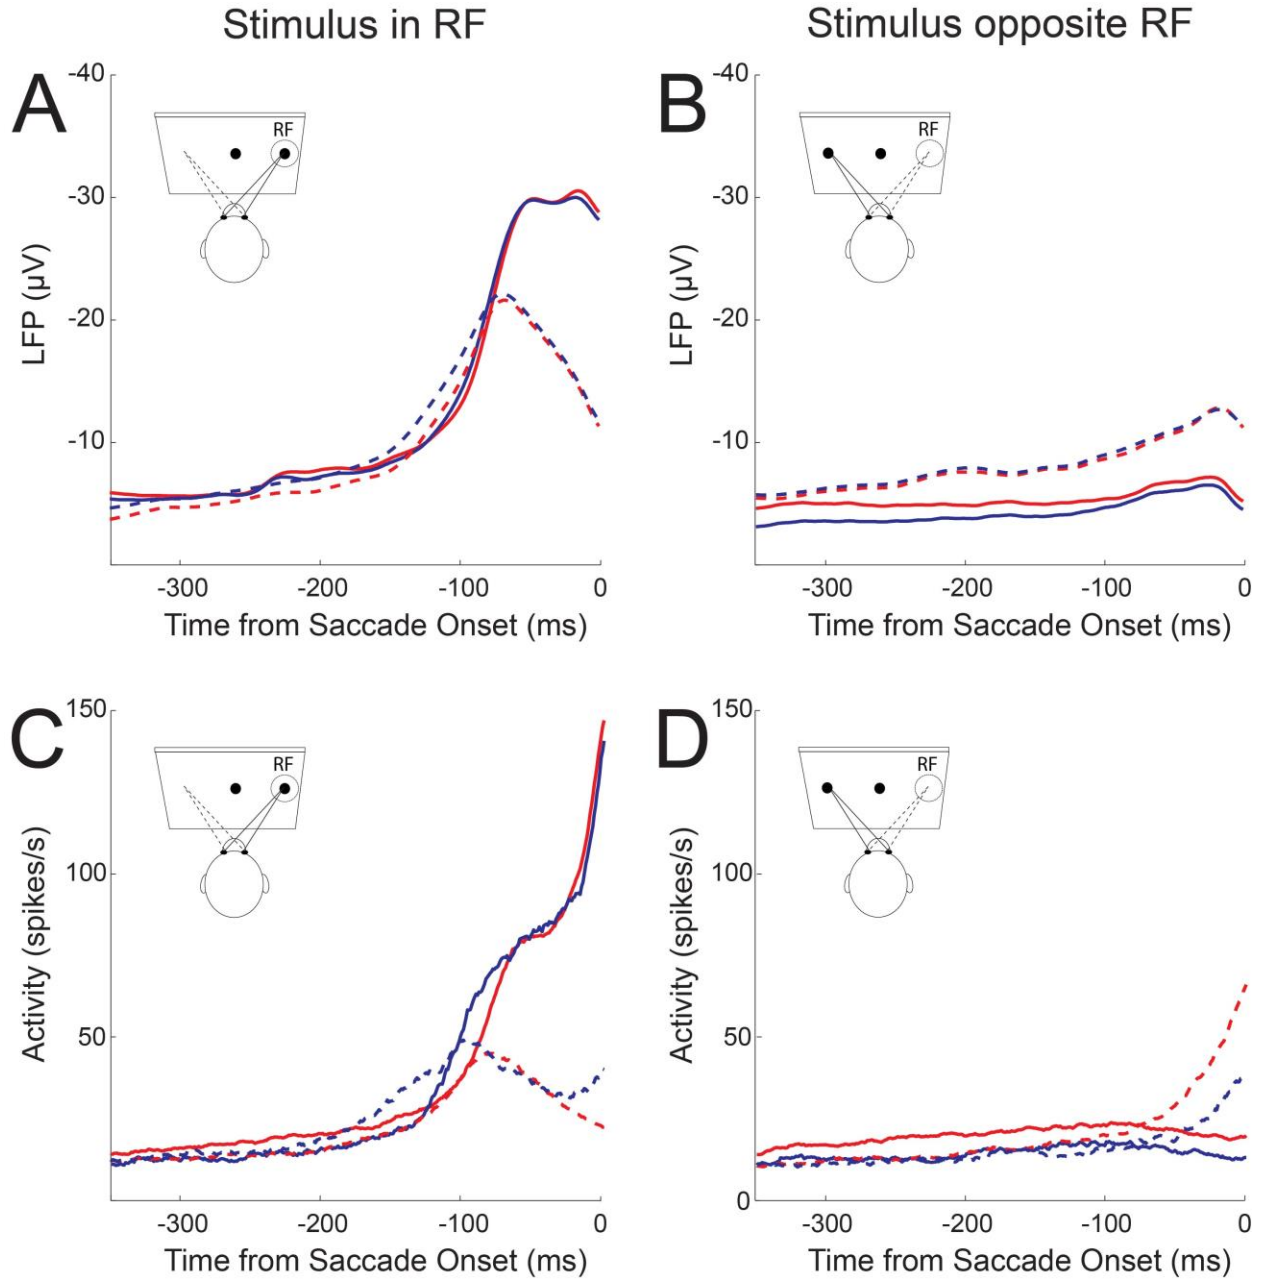 Stimulus in RF
Stimulus opposite RF
A
-40
-30
-20
-10
LFP (μV)
RF
-300
-200
-100
0
Time from Saccade Onset (ms)
B
-40
-30
-20
-10
LFP (μV)
RF
-300
-200
-100
0
Time from Saccade Onset (ms)
C
150
100
50
Activity (spikes/s)
RF
-300
-200
-100
0
Time from Saccade Onset (ms)
D
150
100
50
0
Activity (spikes/s)
RF
-300
-200
-100
0
Time from Saccade Onset (ms)